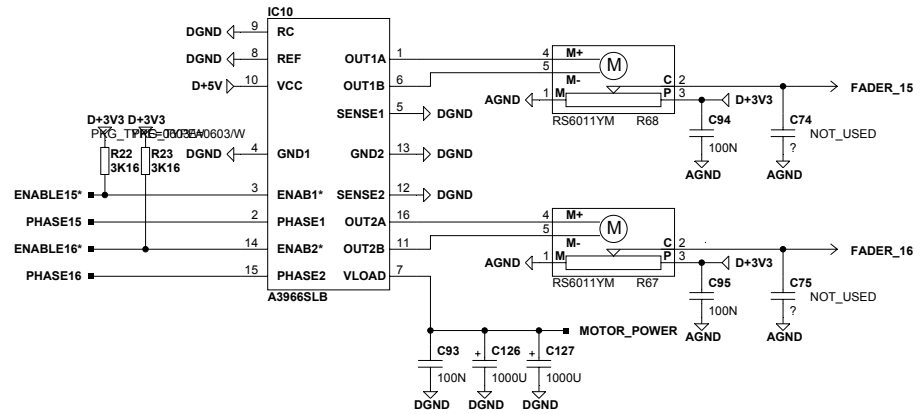 IC10
DGND 9 RC
DGND 8 REF OUT1A 1 4 M+ M
D+5V 10 VCC OUT1B 6 5 M- C 2 FADER_15
AGND 1 M P 3 D+3V3
SENSE1 5 DGND RS6011YM R68 C94 C74
100N NOT_USED
?
D+3V3 D+3V3
R22 R23
3K16 3K16
DGND 4 GND1 GND2 13 DGND AGND AGND
ENABLE15* 3 ENAB1* SENSE2 12 DGND
PHASE15 2 PHASE1 OUT2A 16 4 M+ M
ENABLE16* 14 ENAB2* OUT2B 11 5 M- C 2 FADER_16
PHASE16 15 PHASE2 VLOAD 7 AGND 1 M P 3 D+3V3
A3966SLB RS6011YM R67 C95 C75
100N NOT_USED
?
MOTOR_POWER AGND AGND
C93 + C126 + C127
100N 1000U 1000U
DGND DGND DGND